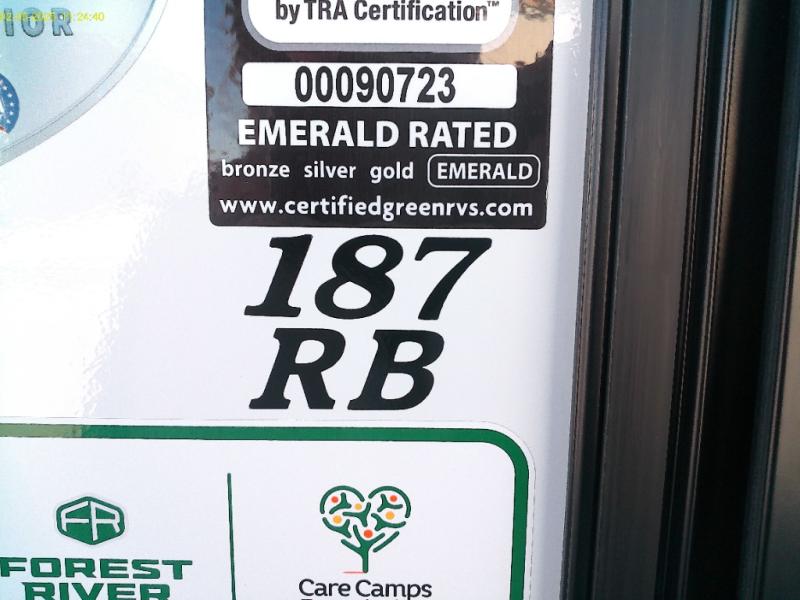 IOR
by TRA Certification™
00090723
EMERALD RATED
bronze silver gold EMERALD
www.certifiedgreenrvs.com
187
RB
FR
FOREST
RIVER
Care Camps